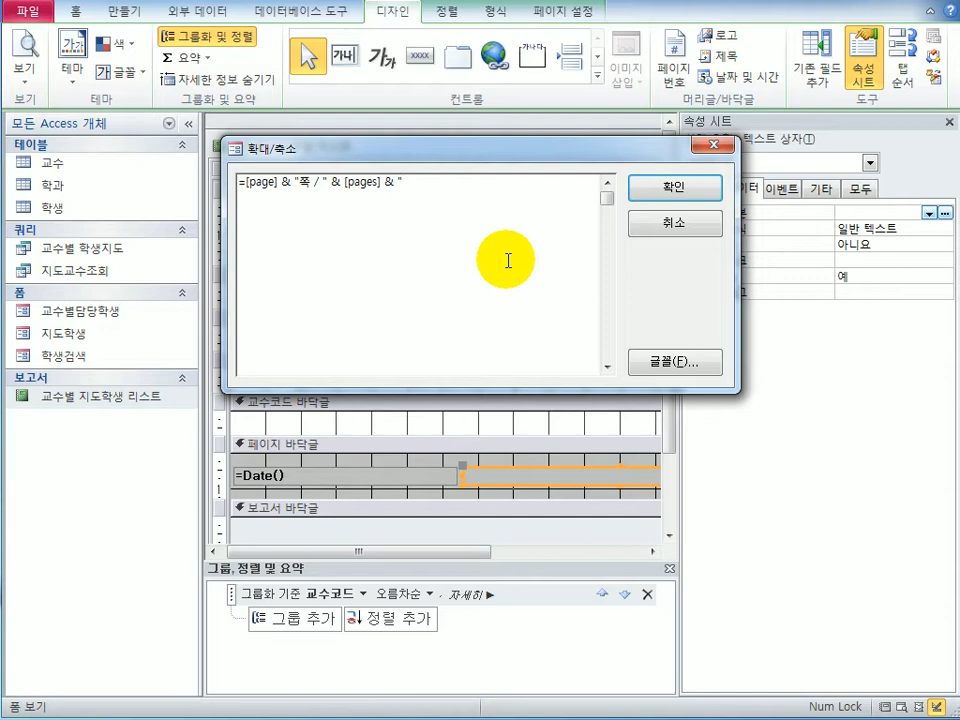 파일 홈 만들기 외부 데이터 데이터베이스 도구 디자인 정렬 형식 페이지 설정
보기 테마 색 글꼴 그룹화 및 정렬 요약 자세한 정보 숨기기 가나 가가 xxxx 가나다 이미지 삽입 페이지 번호 로고 제목 날짜 및 시간 기존 필드 추가 속성 시트 탭 순서
보기 테마 그룹화 및 요약 컨트롤 머리글/바닥글 도구
모든 Access 개체
테이블
교수
학과
학생
쿼리
교수별 학생지도
지도교수조회
폼
교수별담당학생
지도학생
학생검색
보고서
교수별 지도학생 리스트
확대/축소
=[page] & "쪽 / " & [pages] & "
확인
취소
글꼴(F)...
교수코드 바닥글
페이지 바닥글
=Date()
보고서 바닥글
그룹, 정렬 및 요약
그룹화 기준 교수코드 오름차순 , 자세히
그룹 추가 정렬 추가
속성 시트
텍스트 상자(T)
이벤트 기타 모두
일반 텍스트
아니요
예
폼 보기 Num Lock